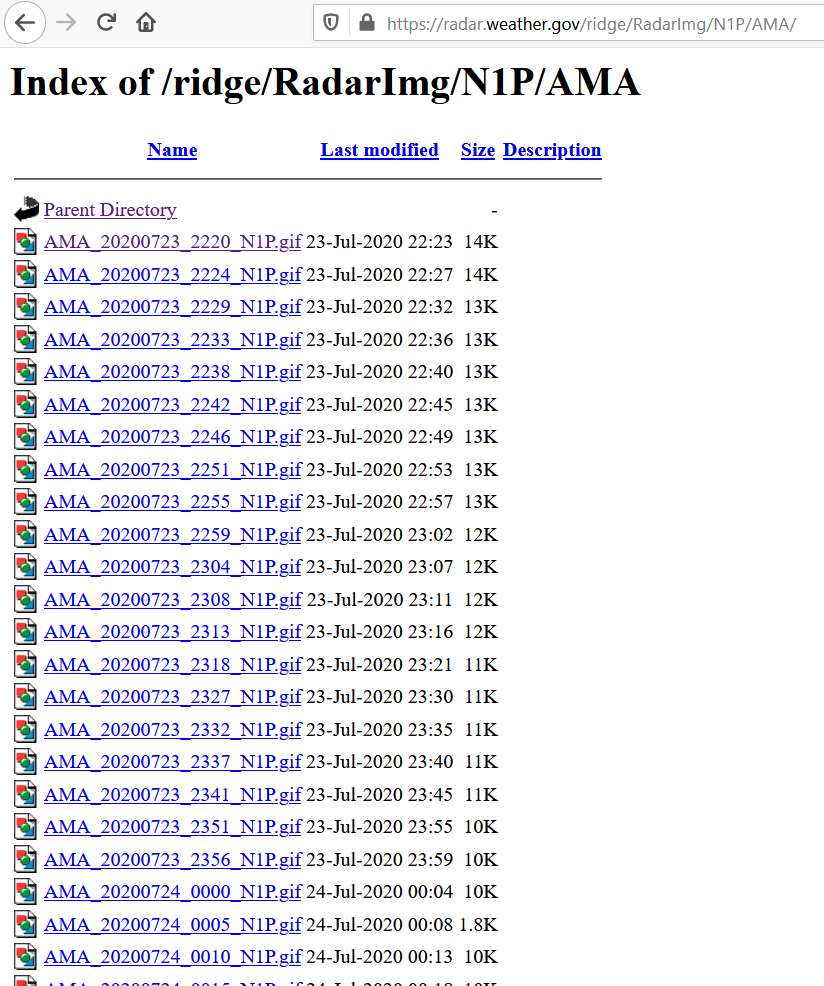 https://radar.weather.gov/ridge/RadarImg/N1P/AMA/
Index of /ridge/RadarImg/N1P/AMA
Name Last modified Size Description
Parent Directory -
AMA_20200723_2220_N1P.gif 23-Jul-2020 22:23 14K
AMA_20200723_2224_N1P.gif 23-Jul-2020 22:27 14K
AMA_20200723_2229_N1P.gif 23-Jul-2020 22:32 13K
AMA_20200723_2233_N1P.gif 23-Jul-2020 22:36 13K
AMA_20200723_2238_N1P.gif 23-Jul-2020 22:40 13K
AMA_20200723_2242_N1P.gif 23-Jul-2020 22:45 13K
AMA_20200723_2246_N1P.gif 23-Jul-2020 22:49 13K
AMA_20200723_2251_N1P.gif 23-Jul-2020 22:53 13K
AMA_20200723_2255_N1P.gif 23-Jul-2020 22:57 13K
AMA_20200723_2259_N1P.gif 23-Jul-2020 23:02 12K
AMA_20200723_2304_N1P.gif 23-Jul-2020 23:07 12K
AMA_20200723_2308_N1P.gif 23-Jul-2020 23:11 12K
AMA_20200723_2313_N1P.gif 23-Jul-2020 23:16 12K
AMA_20200723_2318_N1P.gif 23-Jul-2020 23:21 11K
AMA_20200723_2327_N1P.gif 23-Jul-2020 23:30 11K
AMA_20200723_2332_N1P.gif 23-Jul-2020 23:35 11K
AMA_20200723_2337_N1P.gif 23-Jul-2020 23:40 11K
AMA_20200723_2341_N1P.gif 23-Jul-2020 23:45 11K
AMA_20200723_2351_N1P.gif 23-Jul-2020 23:55 10K
AMA_20200723_2356_N1P.gif 23-Jul-2020 23:59 10K
AMA_20200724_0000_N1P.gif 24-Jul-2020 00:04 10K
AMA_20200724_0005_N1P.gif 24-Jul-2020 00:08 1.8K
AMA_20200724_0010_N1P.gif 24-Jul-2020 00:13 10K